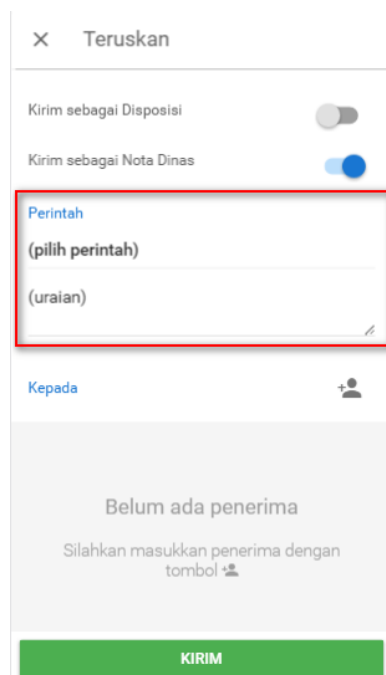 Teruskan
Kirim sebagai Disposisi
Kirim sebagai Nota Dinas
Perintah
(pilih perintah)
(uraian)
Kepada
Belum ada penerima
Silahkan masukkan penerima dengan
tombol
KIRIM